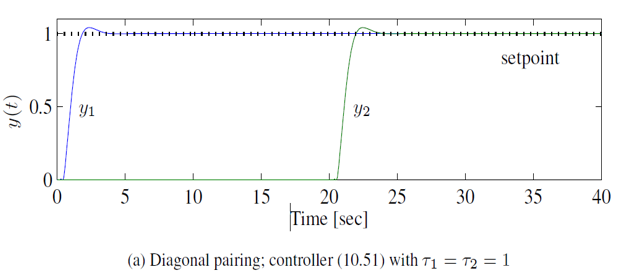 1
setpoint
0.5
y(t)
y₁
y₂
0
0 5 10 15 20 25 30 35 40
Time [sec]
(a) Diagonal pairing; controller (10.51) with τ₁ = τ₂ = 1